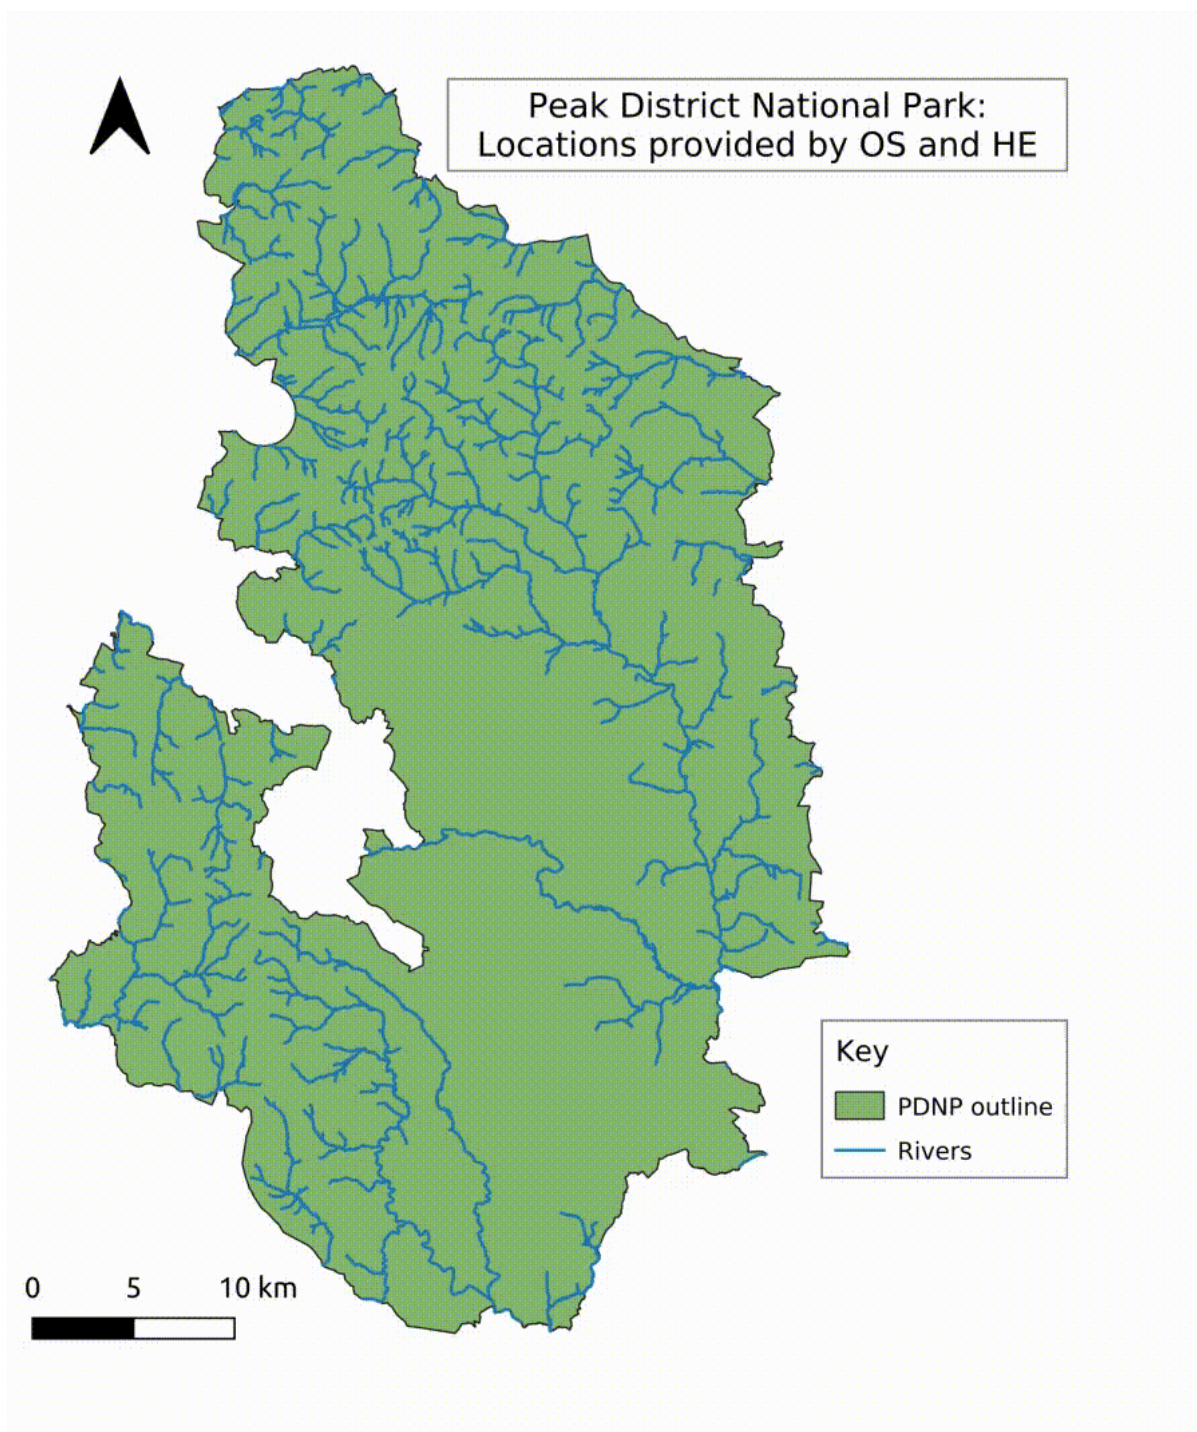 Peak District National Park:
Locations provided by OS and HE
Key
PDNP outline
Rivers
0 5 10 km